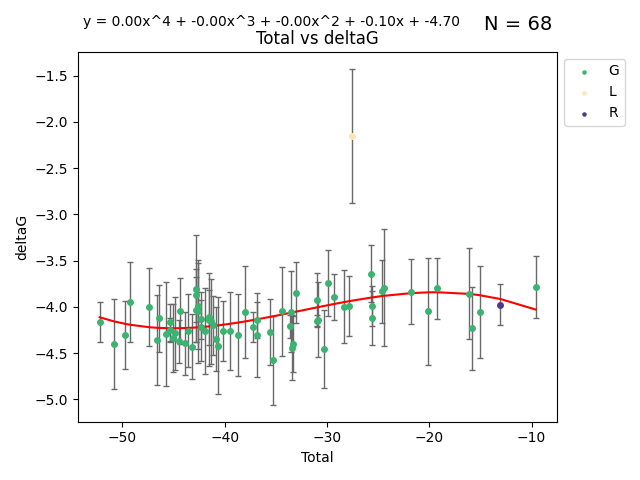 y = 0.00x^4 + -0.00x^3 + -0.00x^2 + -0.10x + -4.70
N = 68
Total vs deltaG
G
L
R
deltaG
−1.5
−2.0
−2.5
−3.0
−3.5
−4.0
−4.5
−5.0
−50
−40
−30
−20
−10
Total